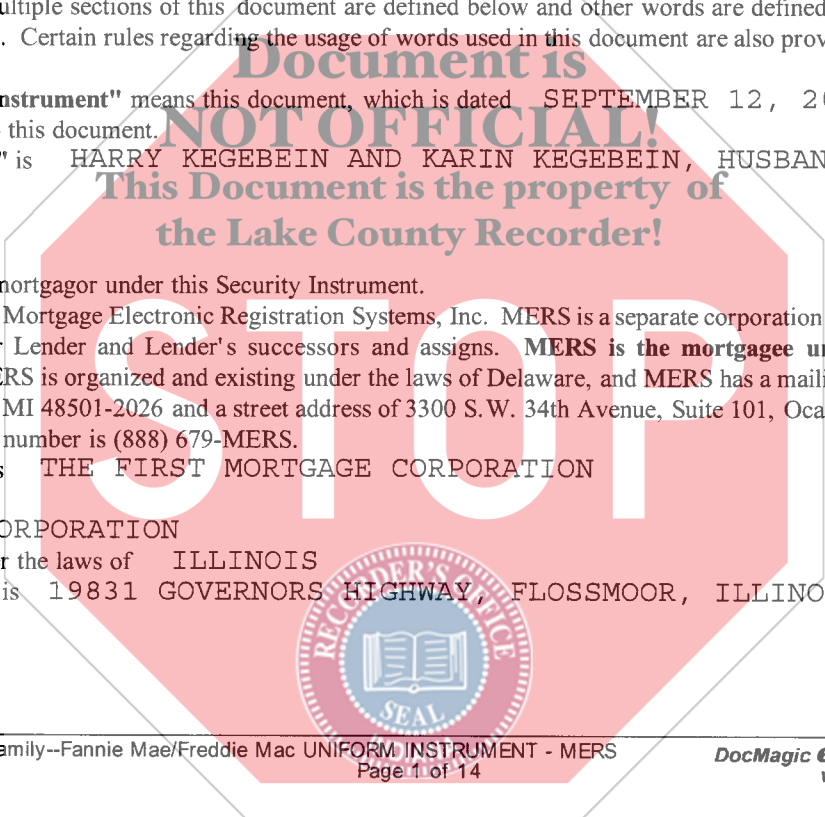 ultiple sections of this document are defined below and other words are defined
. Certain rules regarding the usage of words used in this document are also prov
Document is
nstrument" means this document, which is dated SEPTEMBER 12, 20
this document.
NOT OFFICIAL!
" is HARRY KEGEBEIN AND KARIN KEGEBEIN, HUSBAN
This Document is the property of
the Lake County Recorder!
mortgagor under this Security Instrument.
Mortgage Electronic Registration Systems, Inc. MERS is a separate corporation
r Lender and Lender's successors and assigns. MERS is the mortgagee un
ERS is organized and existing under the laws of Delaware, and MERS has a maili
MI 48501-2026 and a street address of 3300 S.W. 34th Avenue, Suite 101, Oca
number is (888) 679-MERS.
STOP
s THE FIRST MORTGAGE CORPORATION
ORPORATION
r the laws of ILLINOIS
is 19831 GOVERNORS HIGHWAY, FLOSSMOOR, ILLINO
RECORDER'S OFFICE
SEAL
INDIANA
amily--Fannie Mae/Freddie Mac UNIFORM INSTRUMENT - MERS
DocMagic
Page 1 of 14